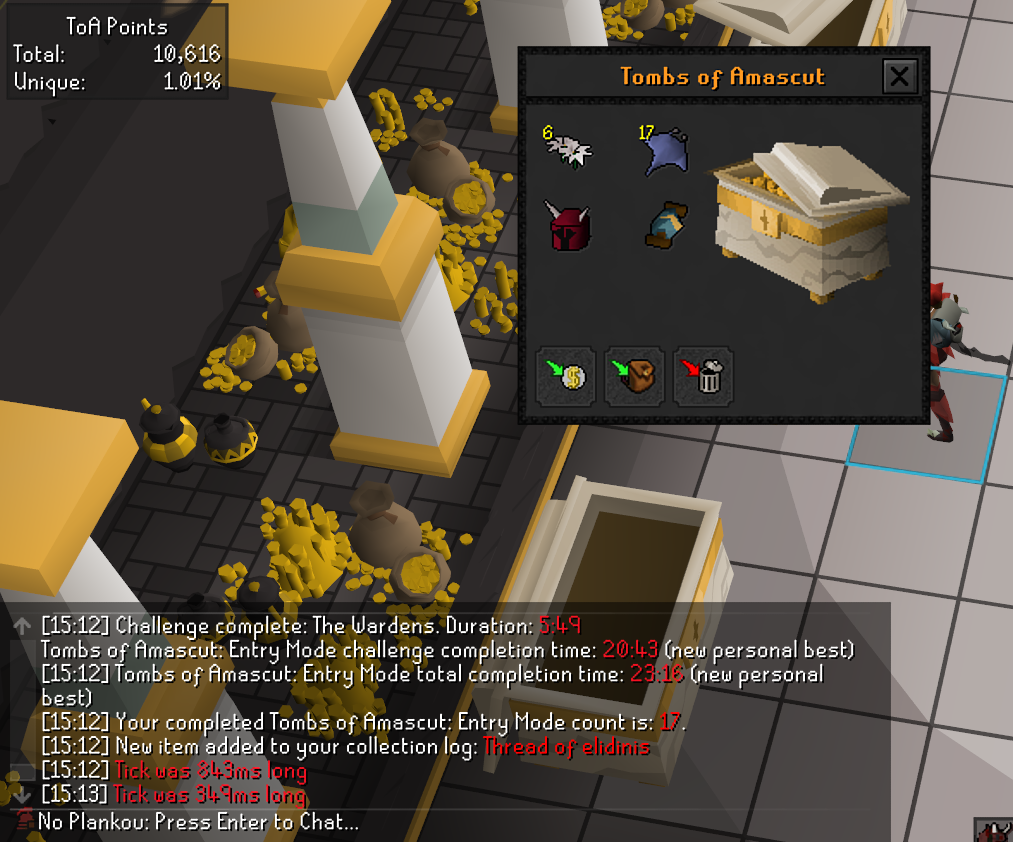 ToA Points
Total: 10,616
Unique: 1.01%
Tombs of Amascut
6 17
[15:12] Challenge complete: The Wardens. Duration: 5:49
Tombs of Amascut: Entry Mode challenge completion time: 20:43 (new personal best)
[15:12] Tombs of Amascut: Entry Mode total completion time: 23:16 (new personal
best)
[15:12] Your completed Tombs of Amascut: Entry Mode count is: 17.
[15:12] New item added to your collection log: Thread of elidinis
[15:12] Tick was 843ms long
[15:13] Tick was 349ms long
No Plankou: Press Enter to Chat...